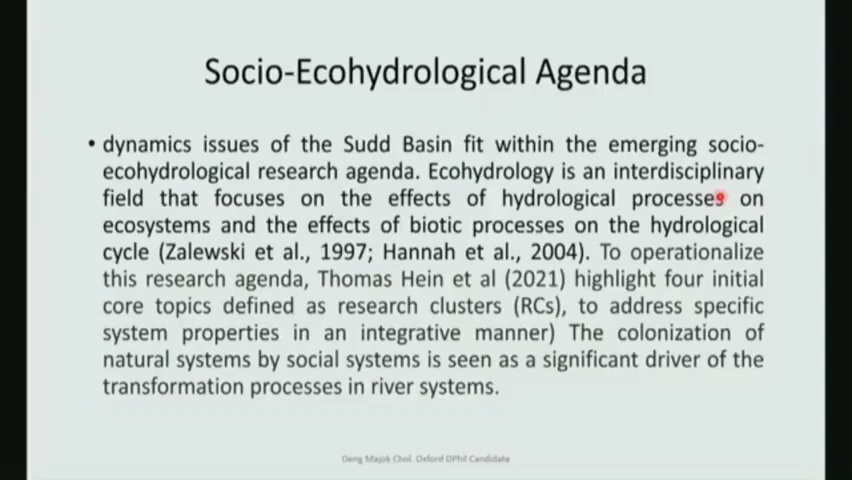 Socio-Ecohydrological Agenda
• dynamics issues of the Sudd Basin fit within the emerging socio-
ecohydrological research agenda. Ecohydrology is an interdisciplinary
field that focuses on the effects of hydrological processes on
ecosystems and the effects of biotic processes on the hydrological
cycle (Zalewski et al., 1997; Hannah et al., 2004). To operationalize
this research agenda, Thomas Hein et al (2021) highlight four initial
core topics defined as research clusters (RCs), to address specific
system properties in an integrative manner) The colonization of
natural systems by social systems is seen as a significant driver of the
transformation processes in river systems.
Deng Majok Chol. Oxford DPhil Candidate